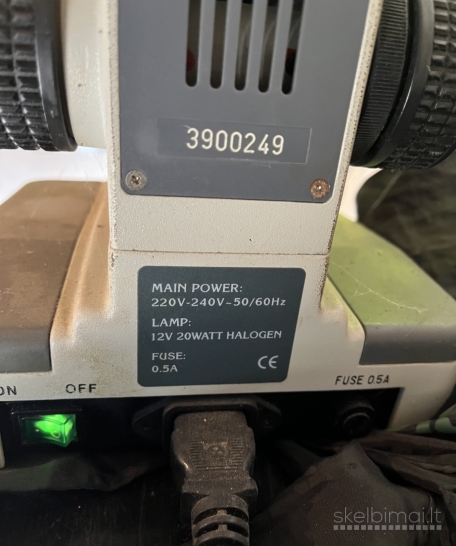 3900249
MAIN POWER:
220V-240V~50/60Hz
LAMP:
12V 20WATT HALOGEN
FUSE:
0.5A
CE
ON OFF
FUSE 0.5A
skelbimai.lt